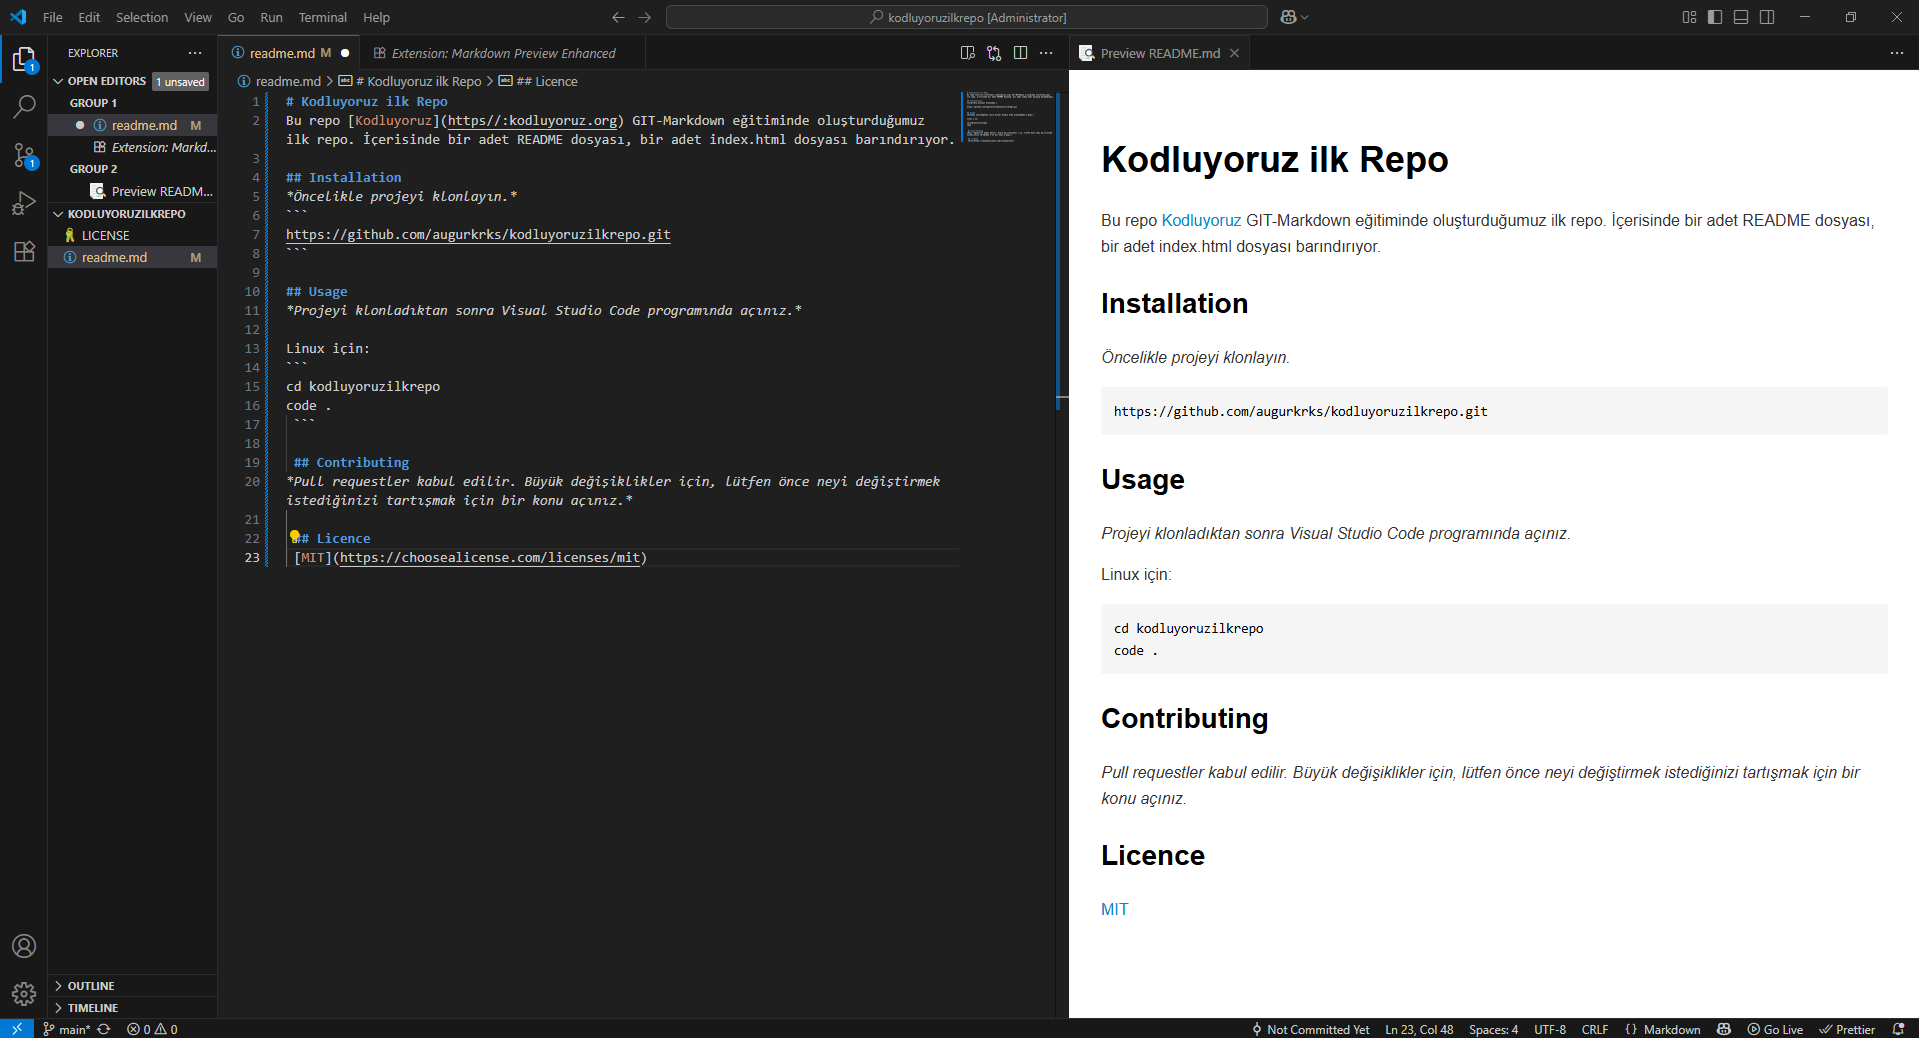 File Edit Selection View Go Run Terminal Help
kodluyoruzilkrepo [Administrator]
EXPLORER
OPEN EDITORS 1 unsaved
GROUP 1
readme.md M
Extension: Markd...
GROUP 2
Preview READM...
KODLUYORUZILKREPO
LICENSE
readme.md M
OUTLINE
TIMELINE
readme.md M
Extension: Markdown Preview Enhanced
readme.md > # Kodluyoruz ilk Repo > ## Licence
1 # Kodluyoruz ilk Repo
2 Bu repo [Kodluyoruz](https//:kodluyoruz.org) GIT-Markdown eğitiminde oluşturduğumuz
ilk repo. İçerisinde bir adet README dosyası, bir adet index.html dosyası barındırıyor.
3
4 ## Installation
5 *Öncelikle projeyi klonlayın.*
6 ```
7 https://github.com/augurkrks/kodluyoruzilkrepo.git
8 ```
9
10 ## Usage
11 *Projeyi klonladıktan sonra Visual Studio Code programında açınız.*
12
13 Linux için:
14 ```
15 cd kodluyoruzilkrepo
16 code .
17 ```
18
19 ## Contributing
20 *Pull requestler kabul edilir. Büyük değişiklikler için, lütfen önce neyi değiştirmek
istediğinizi tartışmak için bir konu açınız.*
21
22 ## Licence
23 [MIT](https://choosealicense.com/licenses/mit)
Preview README.md
Kodluyoruz ilk Repo
Bu repo Kodluyoruz GIT-Markdown eğitiminde oluşturduğumuz ilk repo. İçerisinde bir adet README dosyası,
bir adet index.html dosyası barındırıyor.
Installation
Öncelikle projeyi klonlayın.
https://github.com/augurkrks/kodluyoruzilkrepo.git
Usage
Projeyi klonladıktan sonra Visual Studio Code programında açınız.
Linux için:
cd kodluyoruzilkrepo
code .
Contributing
Pull requestler kabul edilir. Büyük değişiklikler için, lütfen önce neyi değiştirmek istediğinizi tartışmak için bir
konu açınız.
Licence
MIT
main* 0 0
Not Committed Yet Ln 23, Col 48 Spaces: 4 UTF-8 CRLF {} Markdown Go Live Prettier